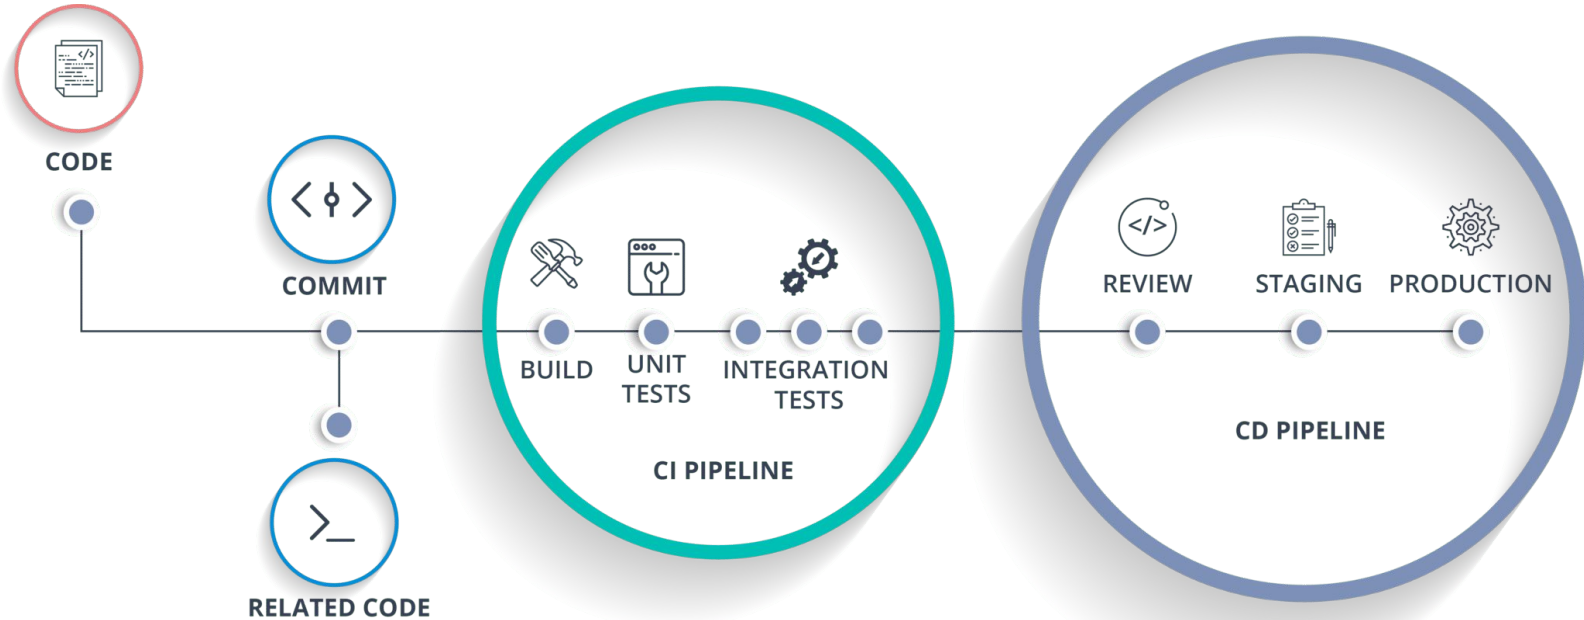 CODE
COMMIT
RELATED CODE
BUILD
UNIT
TESTS
INTEGRATION
TESTS
CI PIPELINE
REVIEW
STAGING
PRODUCTION
CD PIPELINE